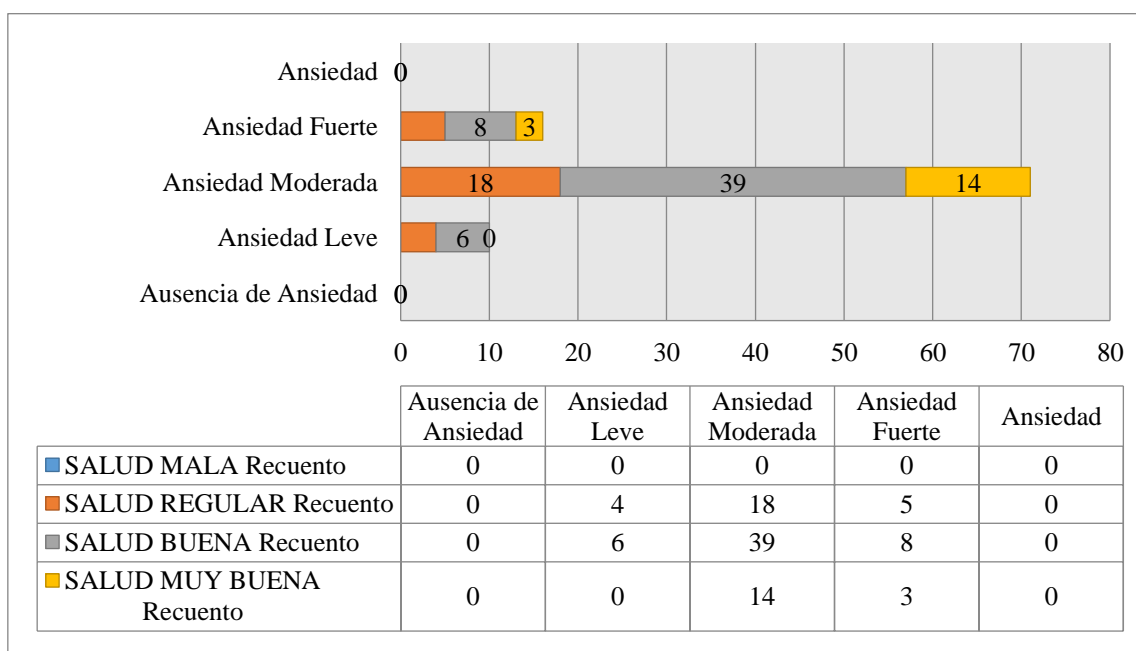 Ansiedad 0
Ansiedad Fuerte 8 3
Ansiedad Moderada 18 39 14
Ansiedad Leve 6 0
Ausencia de Ansiedad 0
0 10 20 30 40 50 60 70 80
Ausencia de Ansiedad Ansiedad Leve Ansiedad Moderada Ansiedad Fuerte Ansiedad
SALUD MALA Recuento 0 0 0 0 0
SALUD REGULAR Recuento 0 4 18 5 0
SALUD BUENA Recuento 0 6 39 8 0
SALUD MUY BUENA
Recuento 0 0 14 3 0